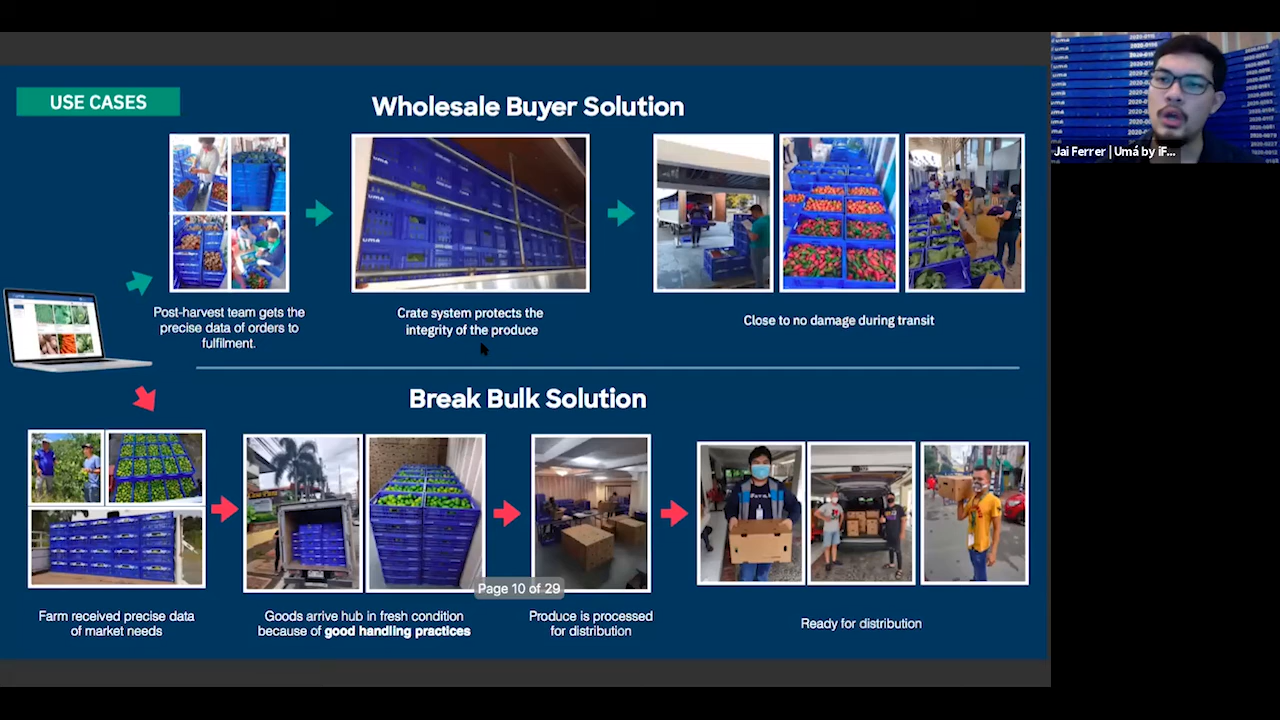 USE CASES
Wholesale Buyer Solution
Post-harvest team gets the
precise data of orders to
fulfilment.
Crate system protects the
integrity of the produce
Close to no damage during transit
Break Bulk Solution
Farm received precise data
of market needs
Goods arrive hub in fresh condition
because of good handling practices
Produce is processed
for distribution
Ready for distribution
Page 10 of 29
Jai Ferrer | Umá by iF...